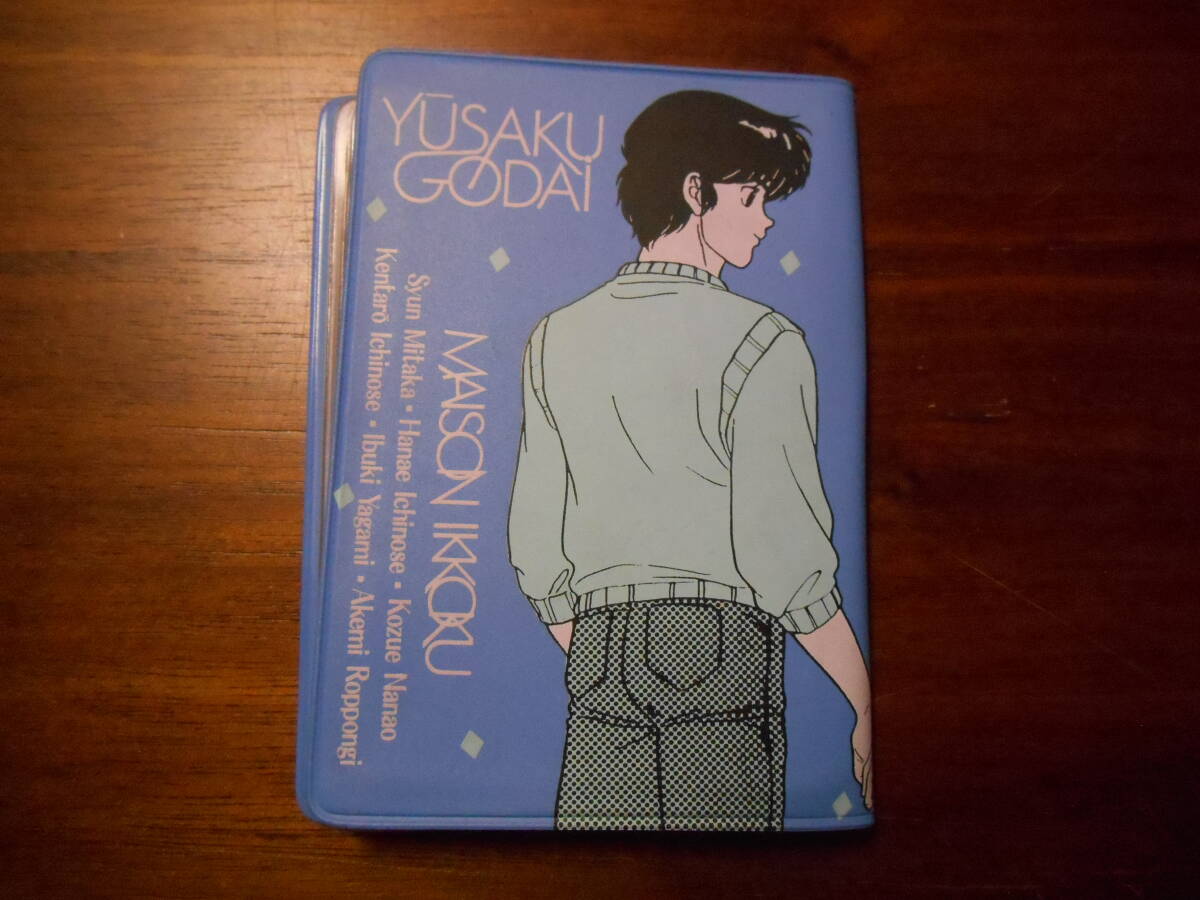 YŪSAKU
GODAI
MAISON IKKOKU
Syun Mitaka • Hanae Ichinose • Kozue Nanao
Kentarō Ichinose • Ibuki Yagami • Akemi Roppongi